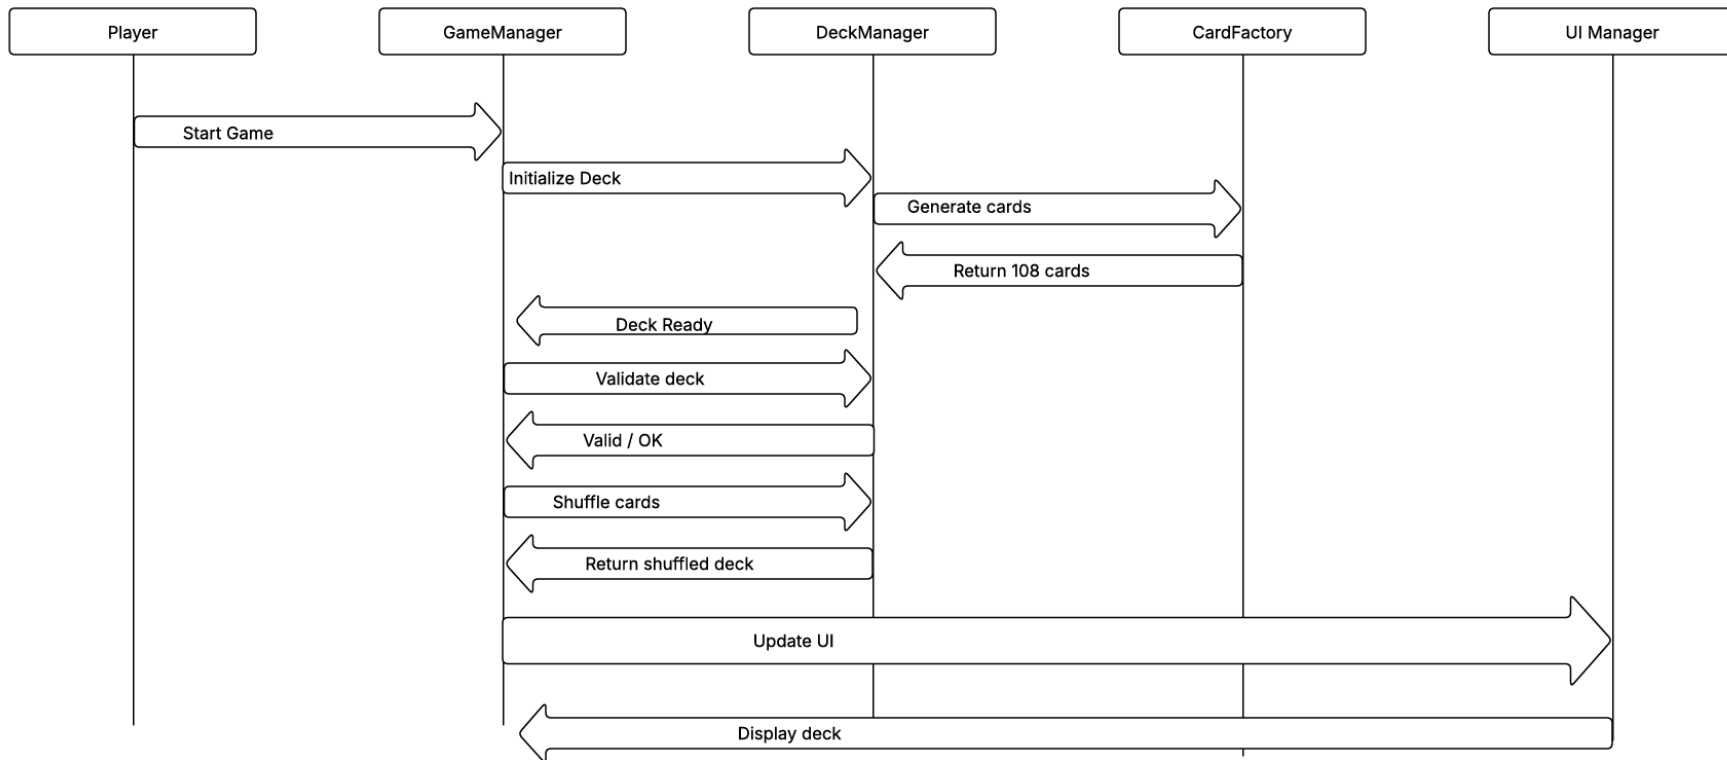 Player
GameManager
DeckManager
CardFactory
UI Manager
Start Game
Initialize Deck
Generate cards
Return 108 cards
Deck Ready
Validate deck
Valid / OK
Shuffle cards
Return shuffled deck
Update UI
Display deck